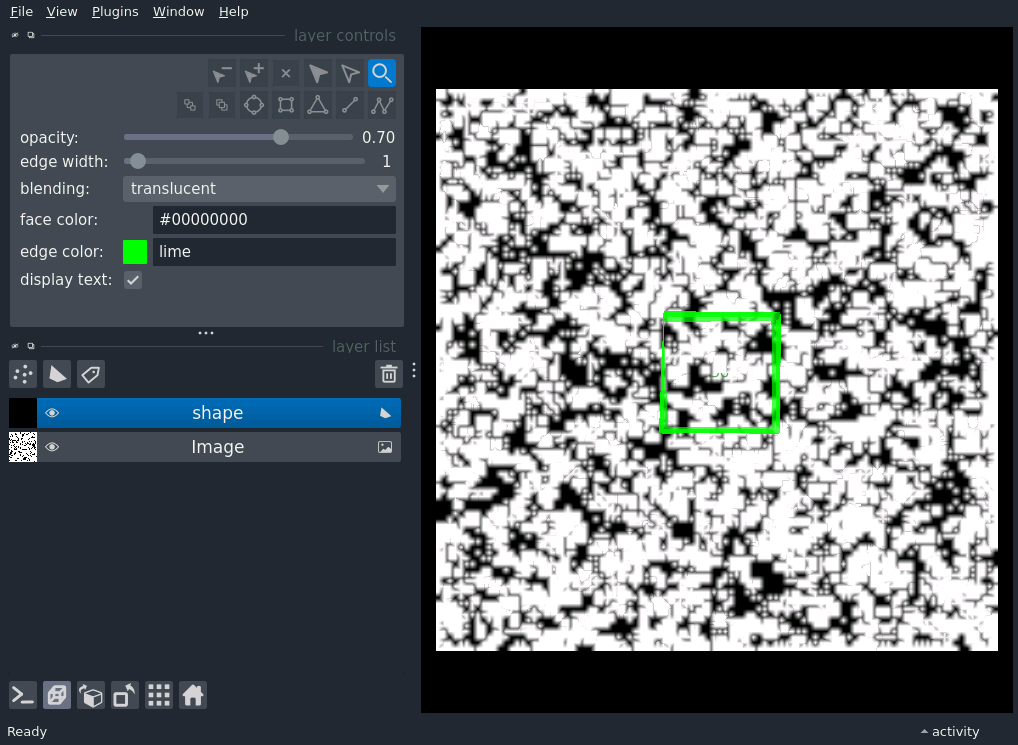 File View Plugins Window Help
layer controls
opacity: 0.70
edge width: 1
blending: translucent
face color: #00000000
edge color: lime
display text:
layer list
shape
Image
Ready
activity